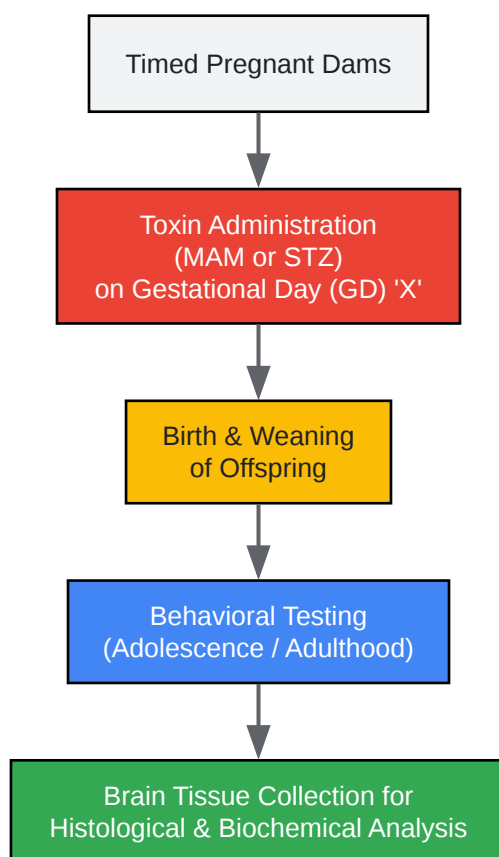 Timed Pregnant Dams
Toxin Administration
(MAM or STZ)
on Gestational Day (GD) 'X'
Birth & Weaning
of Offspring
Behavioral Testing
(Adolescence / Adulthood)
Brain Tissue Collection for
Histological & Biochemical Analysis